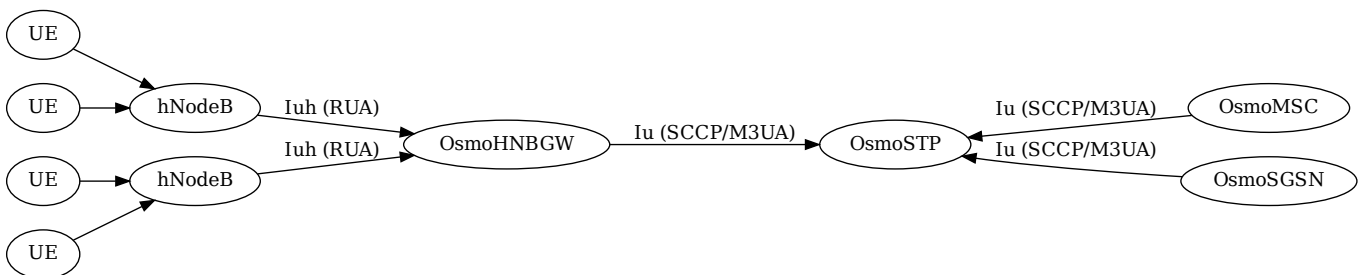 UE
UE
hNodeB
Iuh (RUA)
UE
hNodeB
Iuh (RUA)
UE
OsmoHNBGW
Iu (SCCP/M3UA)
OsmoSTP
Iu (SCCP/M3UA)
OsmoMSC
Iu (SCCP/M3UA)
OsmoSGSN